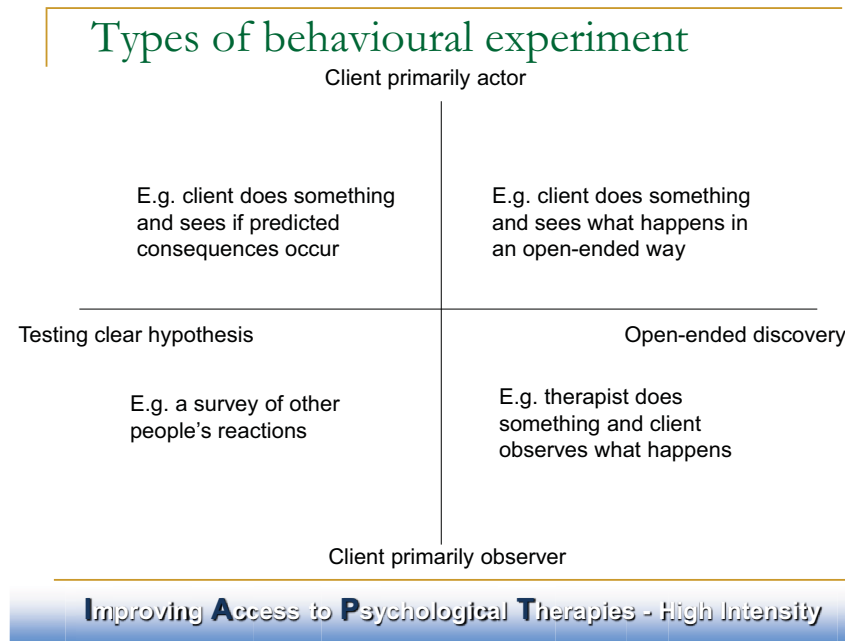 Types of behavioural experiment
Client primarily actor
E.g. client does something
and sees if predicted
consequences occur
E.g. client does something
and sees what happens in
an open-ended way
Testing clear hypothesis
Open-ended discovery
E.g. a survey of other
people's reactions
E.g. therapist does
something and client
observes what happens
Client primarily observer
Improving Access to Psychological Therapies - High Intensity